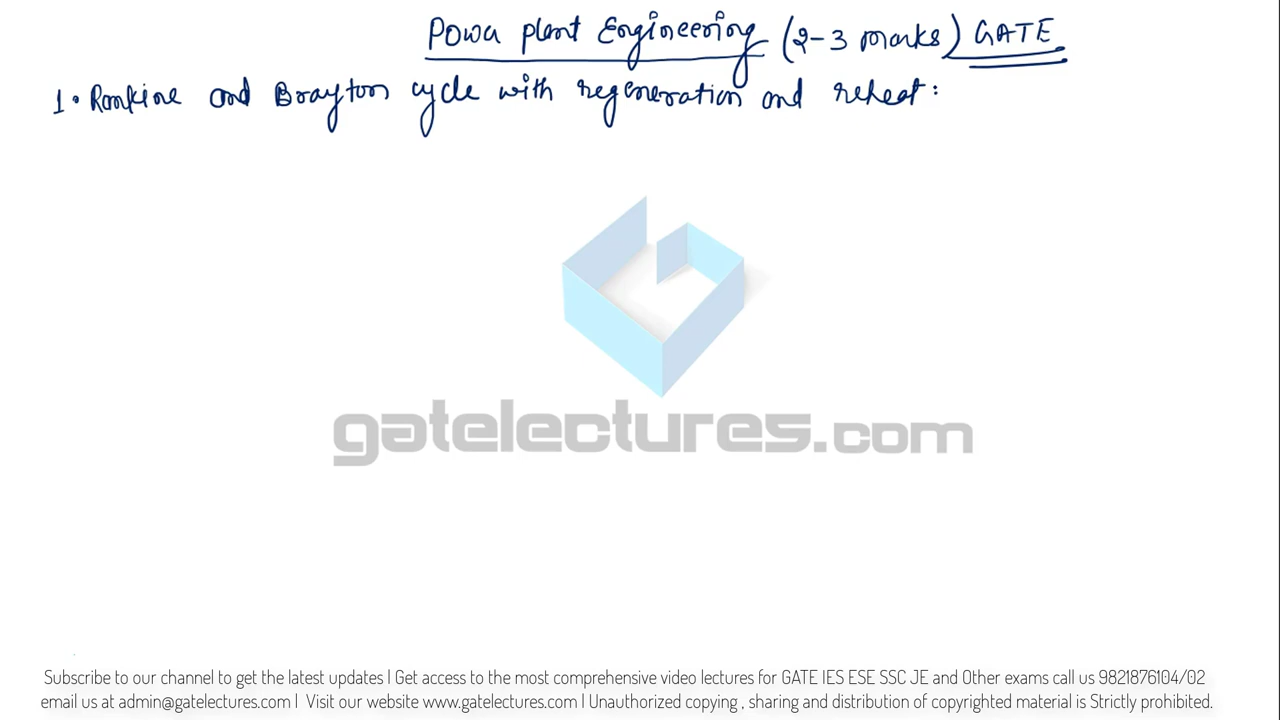 Power plant Engineering (2-3 marks) GATE
1. Rankine and Brayton cycle with regeneration and reheat:
gatelectures.com
Subscribe to our channel to get the latest updates | Get access to the most comprehensive video lectures for GATE IES ESE SSC JE and Other exams call us 9821876104/02
email us at admin@gatelectures.com | Visit our website www.gatelectures.com | Unauthorized copying , sharing and distribution of copyrighted material is Strictly prohibited.